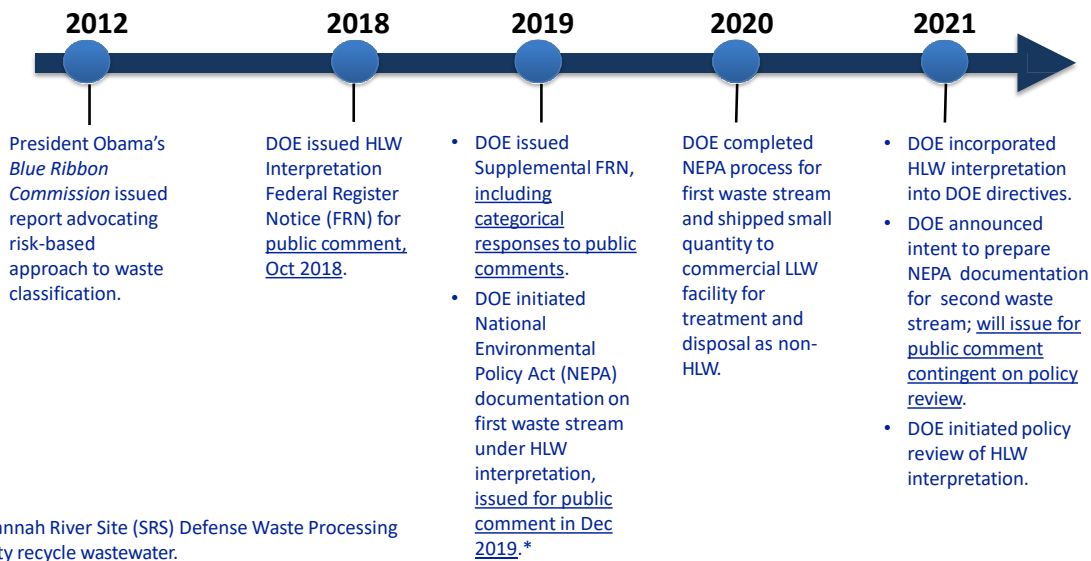 2012
2018
2019
2020
2021
President Obama's
Blue Ribbon
Commission issued
report advocating
risk-based
approach to waste
classification.
DOE issued HLW
Interpretation
Federal Register
Notice (FRN) for
public comment,
Oct 2018.
• DOE issued
Supplemental FRN,
including
categorical
responses to public
comments.
• DOE initiated
National
Environmental
Policy Act (NEPA)
documentation on
first waste stream
under HLW
interpretation,
issued for public
comment in Dec
2019.*
DOE completed
NEPA process for
first waste stream
and shipped small
quantity to
commercial LLW
facility for
treatment and
disposal as non-
HLW.
• DOE incorporated
HLW interpretation
into DOE directives.
• DOE announced
intent to prepare
NEPA documentation
for second waste
stream; will issue for
public comment
contingent on policy
review.
• DOE initiated policy
review of HLW
interpretation.
annah River Site (SRS) Defense Waste Processing
ty recycle wastewater.